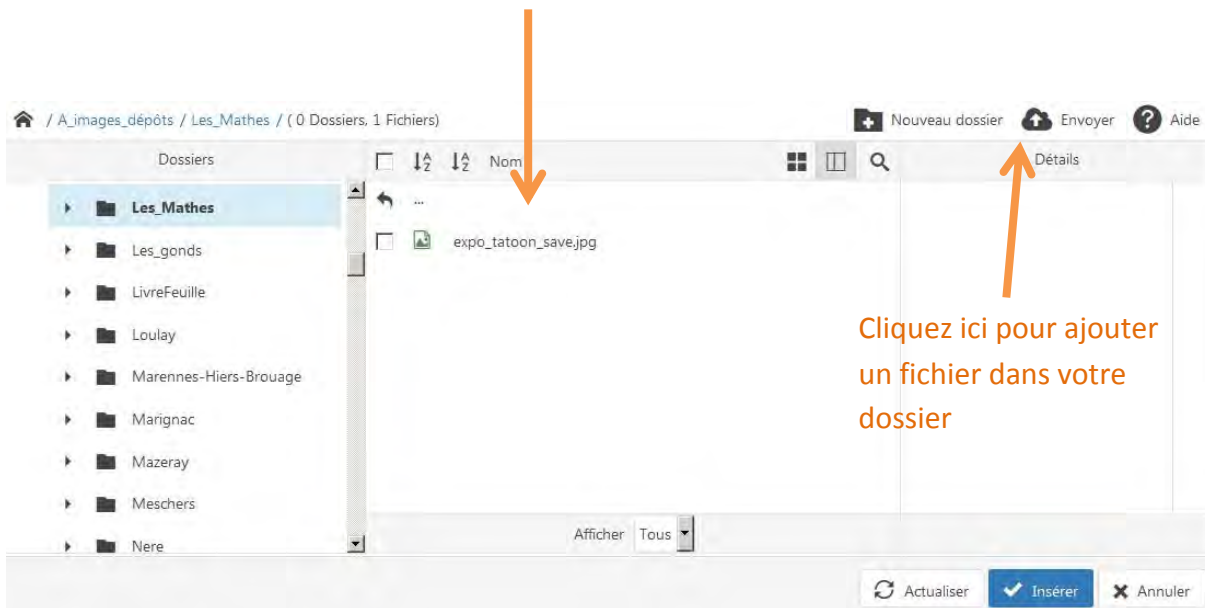 / A_images_dépôts / Les_Mathes / ( 0 Dossiers, 1 Fichiers)
Nouveau dossier Envoyer ? Aide
Dossiers
Nom
Détails
Les_Mathes
Les_gonds
LivreFeuille
Loulay
Marennes-Hiers-Brouage
Marignac
Mazeray
Meschers
Nere
...
expo_tatoon_save.jpg
Cliquez ici pour ajouter
un fichier dans votre
dossier
Afficher Tous
Actualiser Insérer Annuler